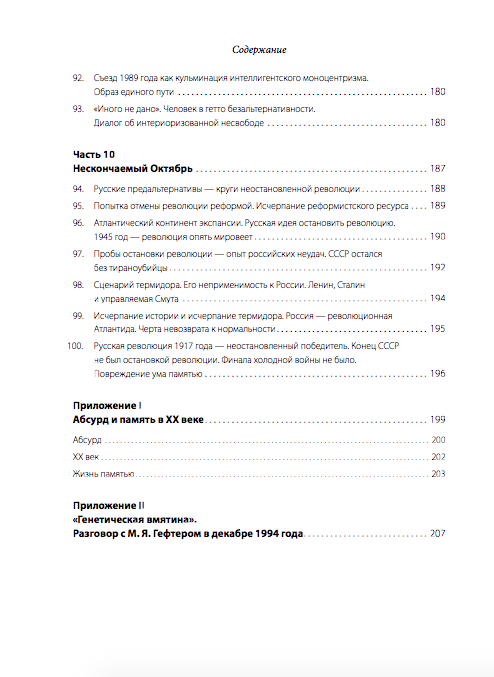 Содержание
92. Съезд 1989 года как кульминация интеллигентского моноцентризма.
Образ единого пути 180
93. «Иного не дано». Человек в гетто безальтернативности.
Диалог об интериоризованной несвободе 180
Часть 10
Нескончаемый Октябрь 187
94. Русские предальтернативы — круги неостановленной революции 188
95. Попытка отмены революции реформой. Исчерпание реформистского ресурса 189
96. Атлантический континент экспансии. Русская идея остановить революцию.
1945 год — революция опять мировеет 190
97. Пробы остановки революции — опыт российских неудач. СССР остался
без тираноубийцы 192
98. Сценарий термидора. Его неприменимость к России. Ленин, Сталин
и управляемая Смута 194
99. Исчерпание истории и исчерпание термидора. Россия — революционная
Атлантида. Черта невозврата к нормальности 195
100. Русская революция 1917 года — неостановленный победитель. Конец СССР
не был остановкой революции. Финала холодной войны не было.
Повреждение ума памятью 196
Приложение I
Абсурд и память в XX веке 199
Абсурд 200
XX век 202
Жизнь памятью 203
Приложение II
«Генетическая вмятина».
Разговор с М. Я. Гефтером в декабре 1994 года 207